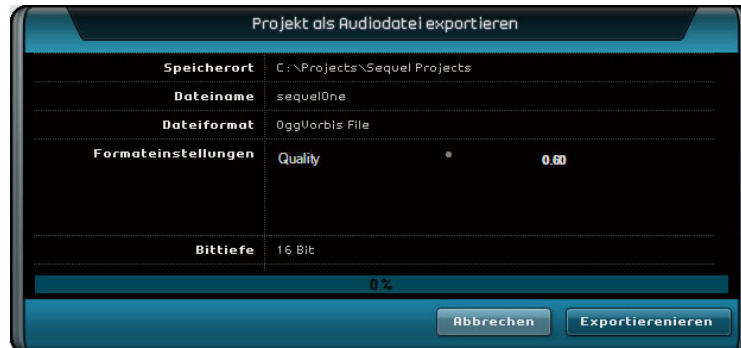 Projekt als Audiodatei exportieren
Speicherort C:\Projects\Sequel Projects
Dateiname sequelOne
Dateiformat OggVorbis File
Formateinstellungen Quality 0.60
Bittiefe 16 Bit
0 %
Abbrechen Exportierenieren